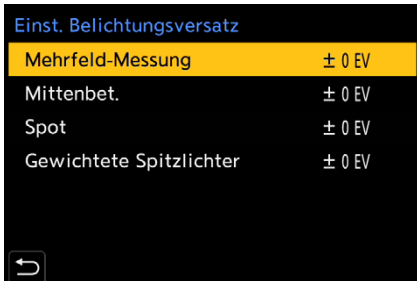 Einst. Belichtungsversatz
Mehrfeld-Messung ± 0 EV
Mittenbet. ± 0 EV
Spot ± 0 EV
Gewichtete Spitzlichter ± 0 EV